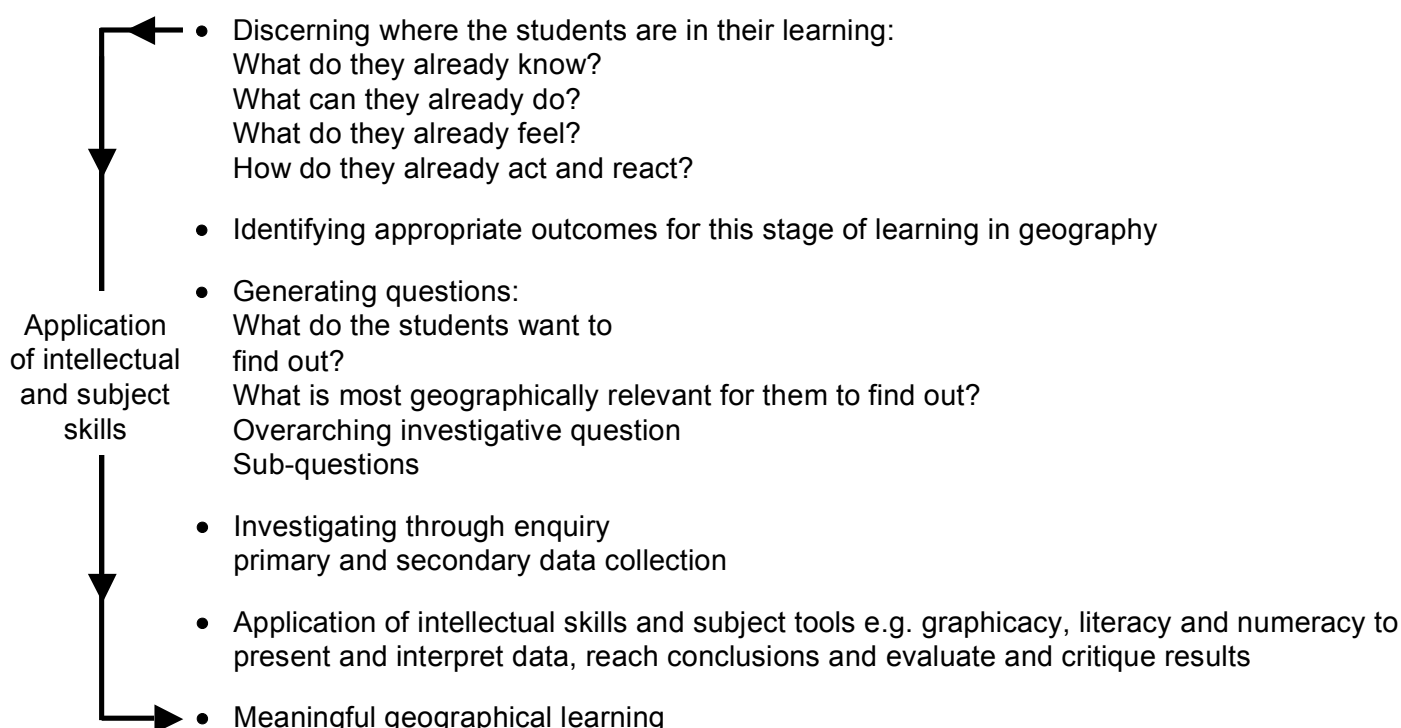 • Discerning where the students are in their learning:
What do they already know?
What can they already do?
What do they already feel?
How do they already act and react?
• Identifying appropriate outcomes for this stage of learning in geography
• Generating questions:
What do the students want to
find out?
What is most geographically relevant for them to find out?
Overarching investigative question
Sub-questions
Application
of intellectual
and subject
skills
• Investigating through enquiry
primary and secondary data collection
• Application of intellectual skills and subject tools e.g. graphicacy, literacy and numeracy to
present and interpret data, reach conclusions and evaluate and critique results
• Meaningful geographical learning